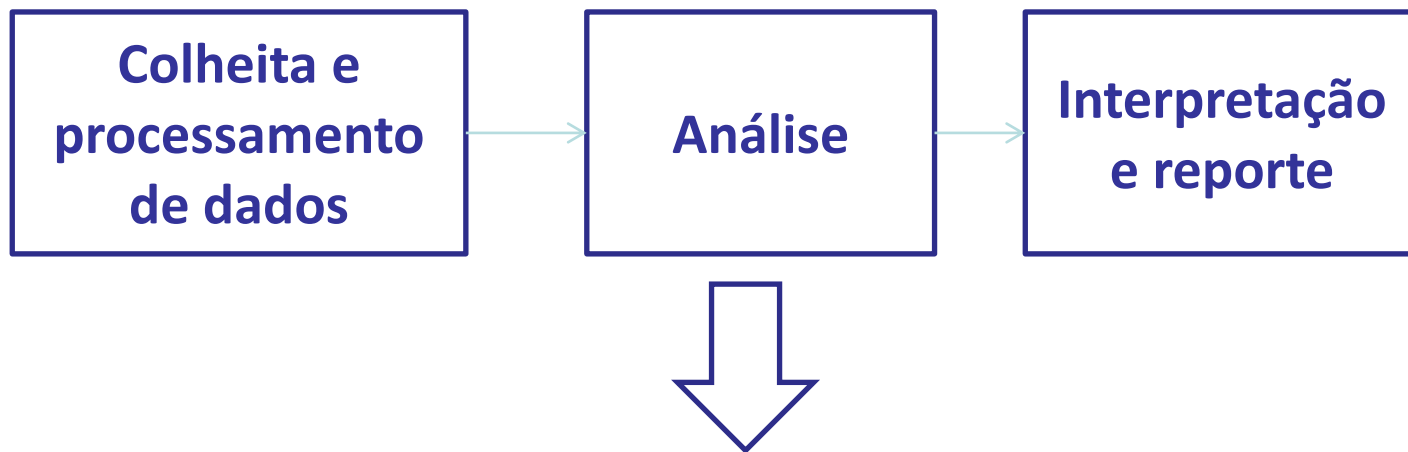 Colheita e
processamento
de dados
Análise
Interpretação
e reporte